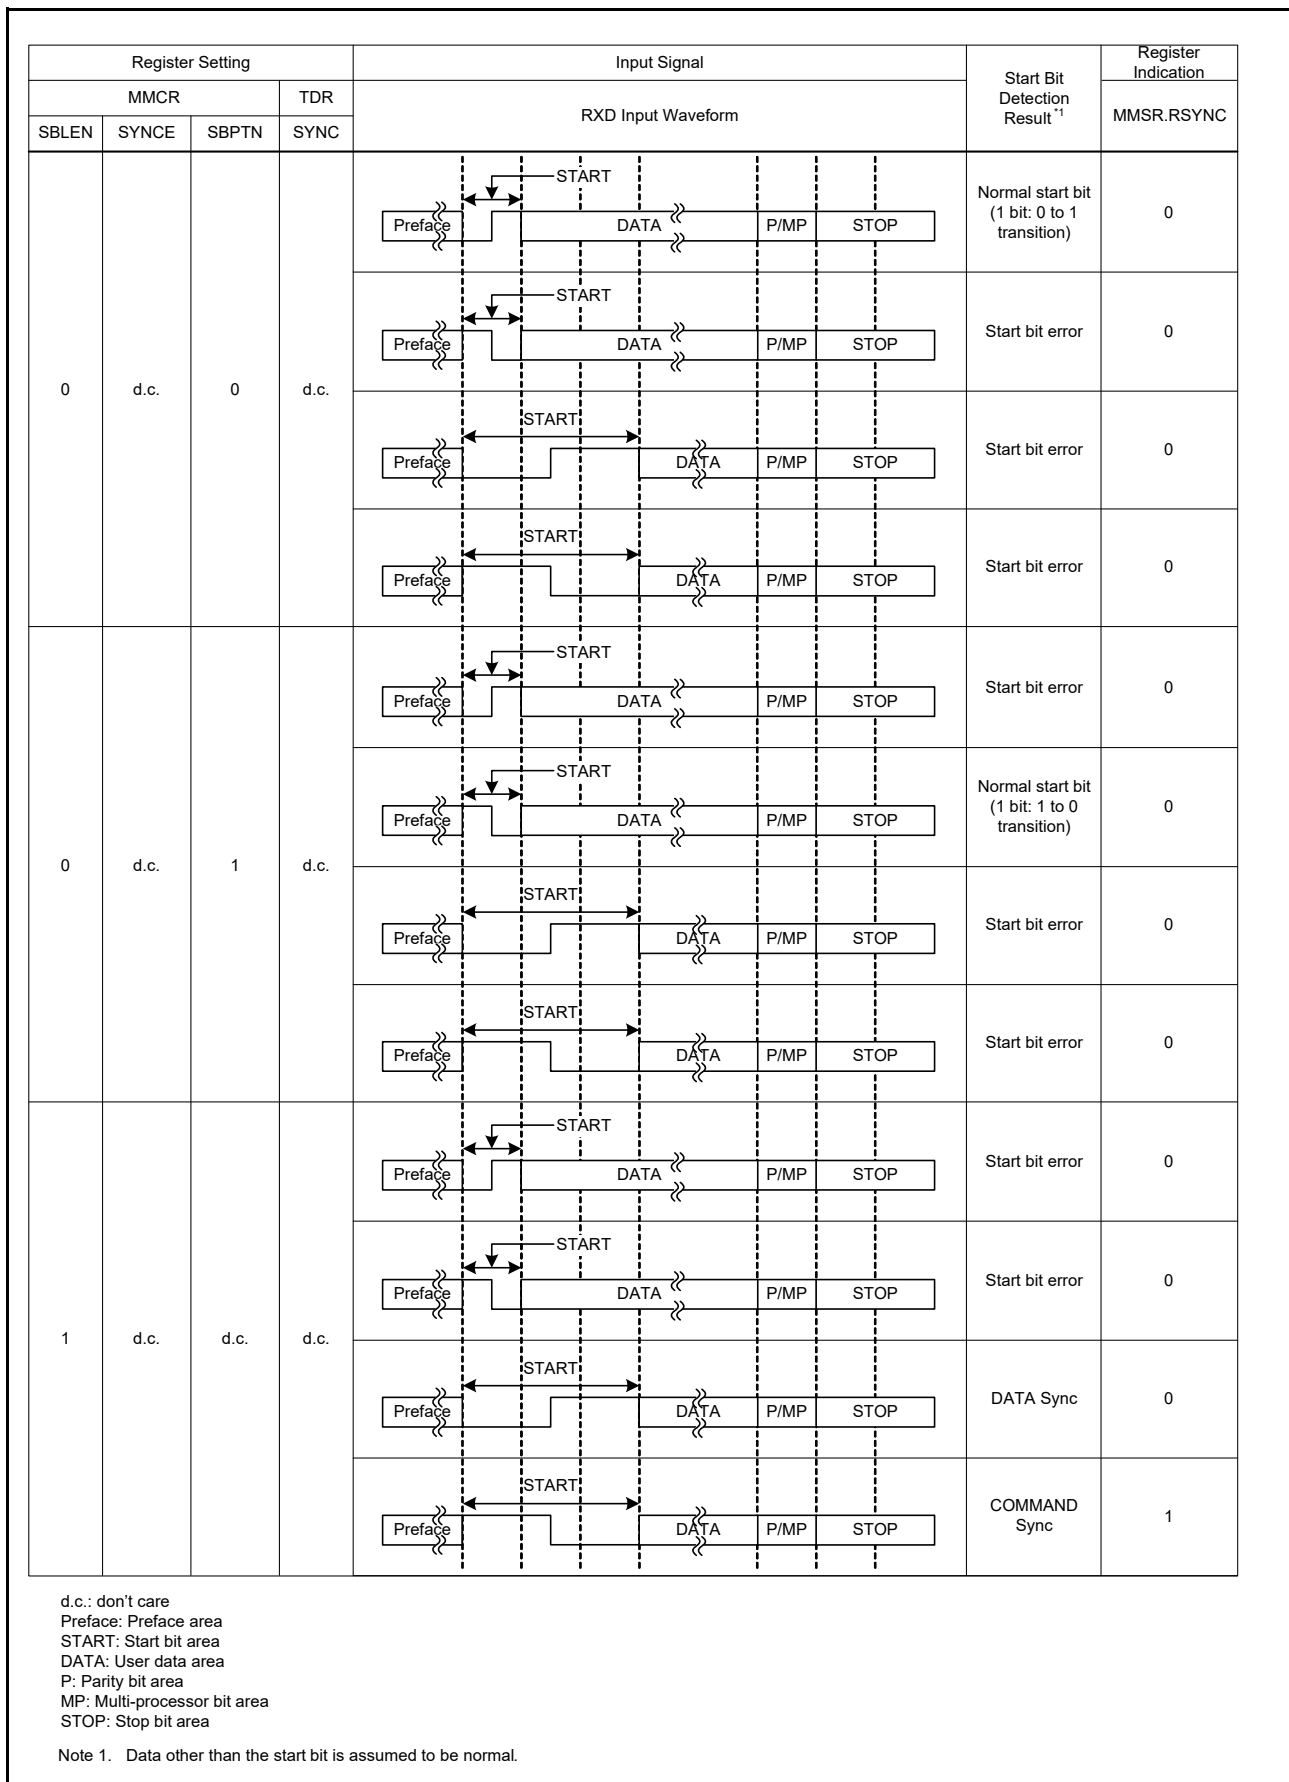 Register Setting
Input Signal
Start Bit
Detection
Result *1
Register
Indication
MMCR
TDR
RXD Input Waveform
MMSR.RSYNC
SBLEN
SYNCE
SBPTN
SYNC
0
d.c.
0
d.c.
START
Preface
DATA
P/MP
STOP
Normal start bit
(1 bit: 0 to 1
transition)
0
START
Preface
DATA
P/MP
STOP
Start bit error
0
START
Preface
DATA
P/MP
STOP
Start bit error
0
START
Preface
DATA
P/MP
STOP
Start bit error
0
0
d.c.
1
d.c.
START
Preface
DATA
P/MP
STOP
Start bit error
0
START
Preface
DATA
P/MP
STOP
Normal start bit
(1 bit: 1 to 0
transition)
0
START
Preface
DATA
P/MP
STOP
Start bit error
0
START
Preface
DATA
P/MP
STOP
Start bit error
0
1
d.c.
d.c.
d.c.
START
Preface
DATA
P/MP
STOP
Start bit error
0
START
Preface
DATA
P/MP
STOP
Start bit error
0
START
Preface
DATA
P/MP
STOP
DATA Sync
0
START
Preface
DATA
P/MP
STOP
COMMAND
Sync
1
d.c.: don't care
Preface: Preface area
START: Start bit area
DATA: User data area
P: Parity bit area
MP: Multi-processor bit area
STOP: Stop bit area
Note 1. Data other than the start bit is assumed to be normal.